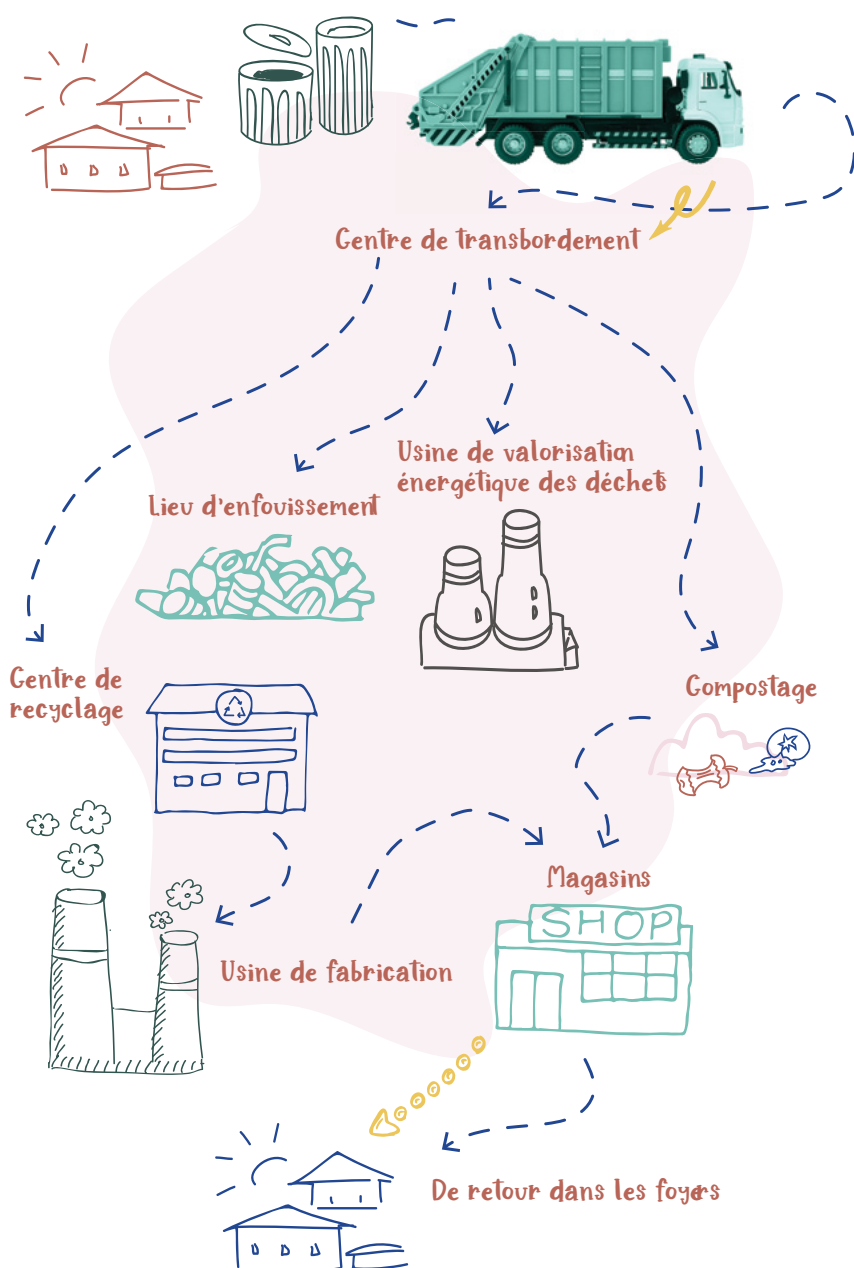 Centre de transbordement
Usine de valorisation
énergétique des déchets
Lieu d'enfouissement
Centre de
recyclage
Compostage
Magasins
SHOP
Usine de fabrication
De retour dans les foyers